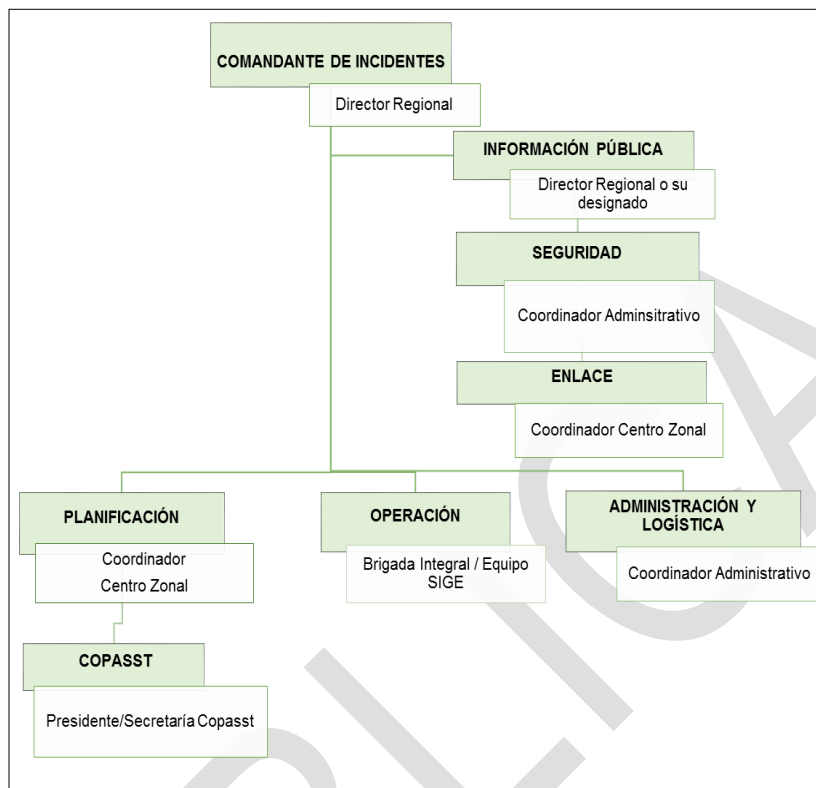 COMANDANTE DE INCIDENTES
Director Regional
INFORMACIÓN PÚBLICA
Director Regional o su
designado
SEGURIDAD
Coordinador Adminsitrativo
ENLACE
Coordinador Centro Zonal
PLANIFICACIÓN
Coordinador
Centro Zonal
OPERACIÓN
Brigada Integral / Equipo
SIGE
ADMINISTRACIÓN Y
LOGÍSTICA
Coordinador Administrativo
COPASST
Presidente/Secretaría Copasst